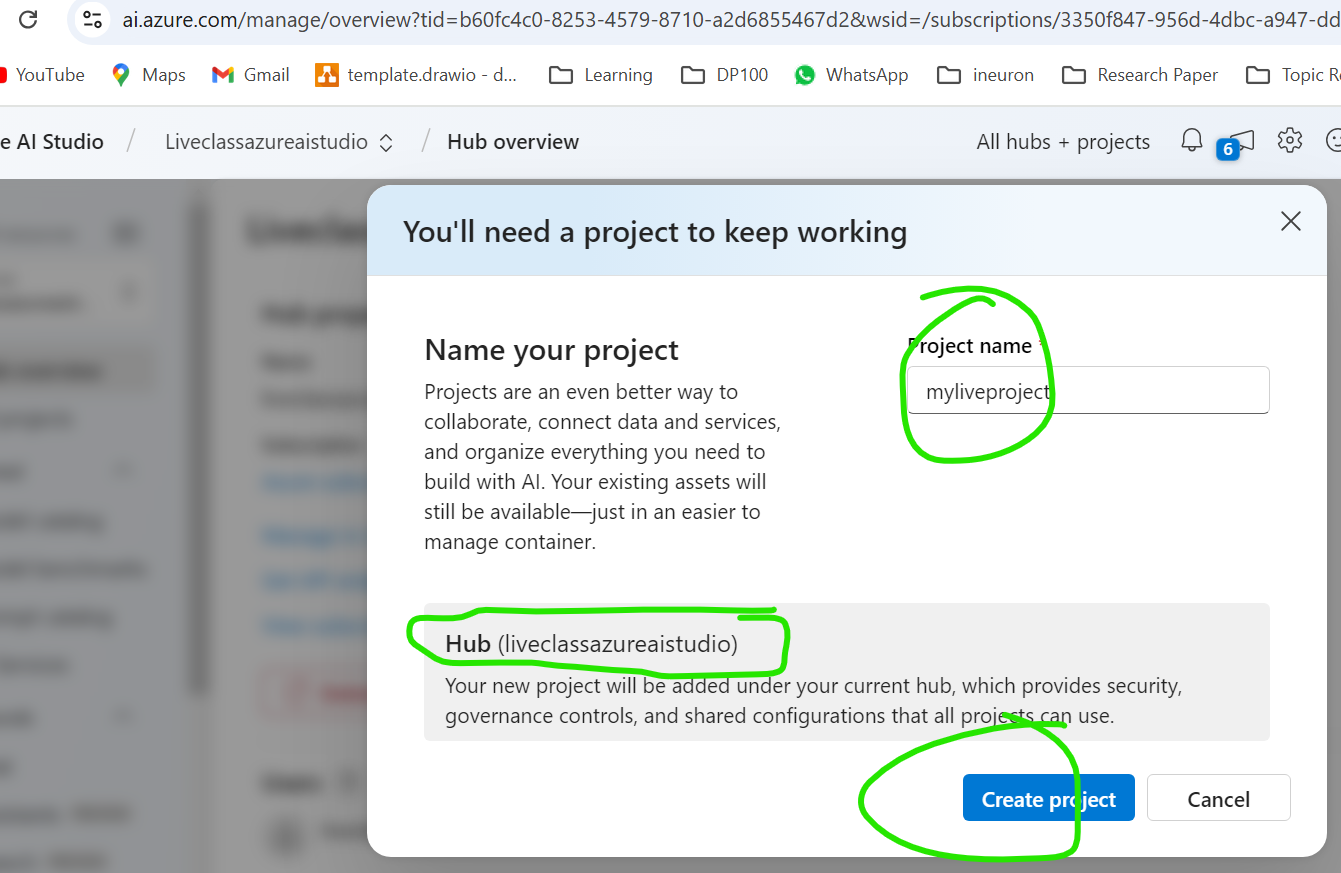 ai.azure.com/manage/overview?tid=b60fc4c0-8253-4579-8710-a2d6855467d2&wsid=/subscriptions/3350f847-956d-4dbc-a947-dd
YouTube Maps Gmail template.drawio - d... Learning DP100 WhatsApp ineuron Research Paper Topic Re
e AI Studio / Liveclassazureaistudio / Hub overview All hubs + projects 6
You'll need a project to keep working
Name your project
Projects are an even better way to
collaborate, connect data and services,
and organize everything you need to
build with AI. Your existing assets will
still be available—just in an easier to
manage container.
Project name *
myliveproject
Hub (liveclassazureaistudio)
Your new project will be added under your current hub, which provides security,
governance controls, and shared configurations that all projects can use.
Create project Cancel